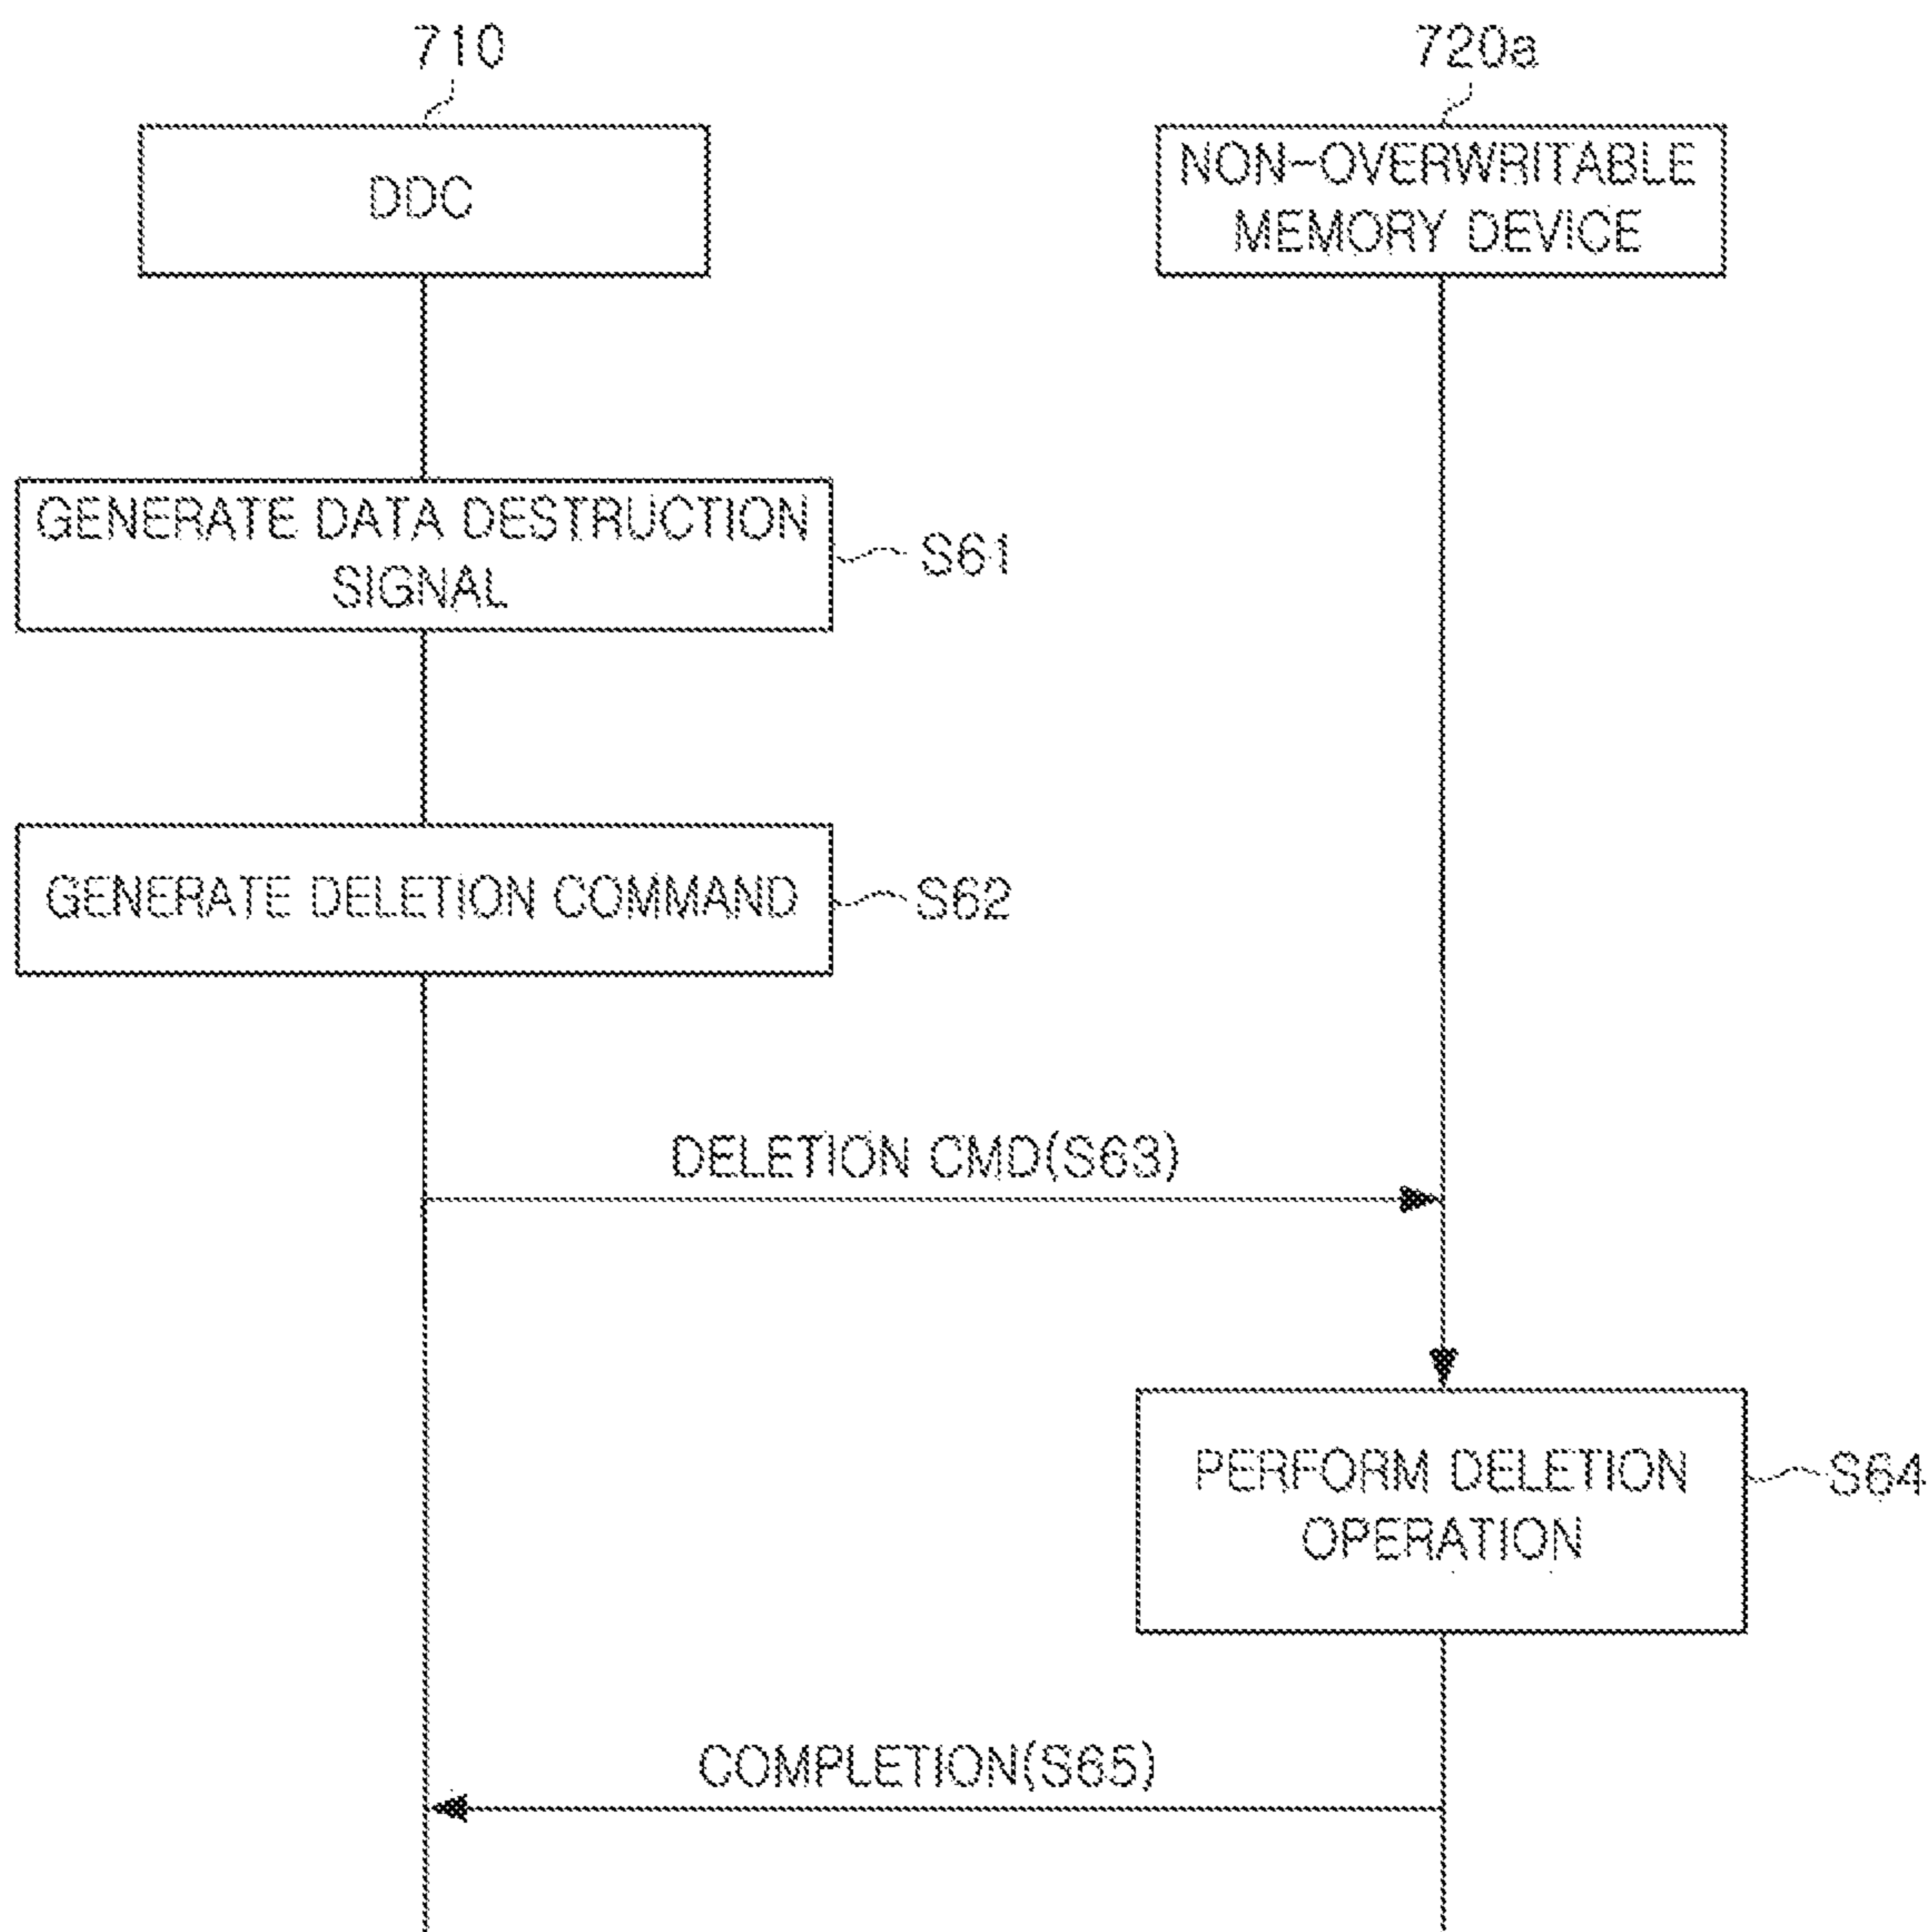 710
720a
DDC
NON-OVERWRITABLE
MEMORY DEVICE
GENERATE DATA DESTRUCTION
SIGNAL
S61
GENERATE DELETION COMMAND
S62
DELETION CMD(S63)
PERFORM DELETION
OPERATION
S64
COMPLETION(S65)